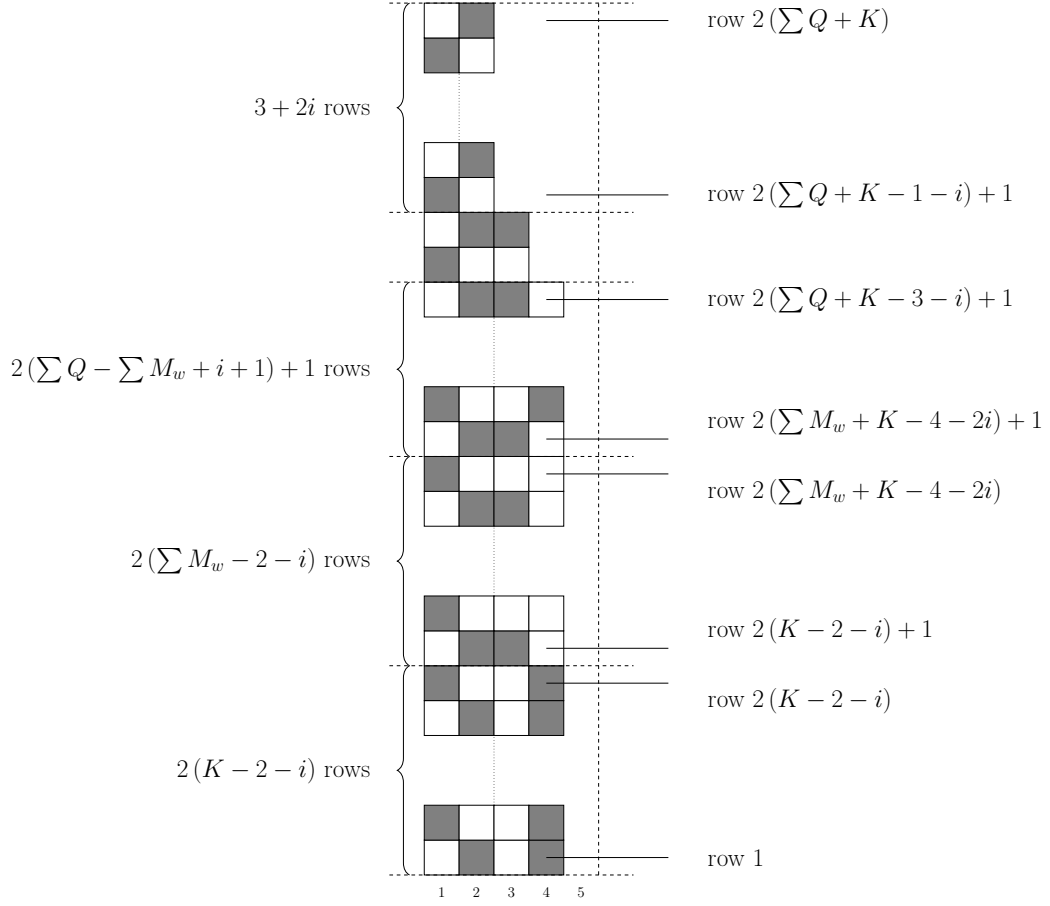 row 2 (∑ Q + K)
3 + 2i rows
row 2 (∑ Q + K − 1 − i) + 1
row 2 (∑ Q + K − 3 − i) + 1
2 (∑ Q − ∑ M_w + i + 1) + 1 rows
row 2 (∑ M_w + K − 4 − 2i) + 1
row 2 (∑ M_w + K − 4 − 2i)
2 (∑ M_w − 2 − i) rows
row 2 (K − 2 − i) + 1
row 2 (K − 2 − i)
2 (K − 2 − i) rows
row 1
1 2 3 4 5